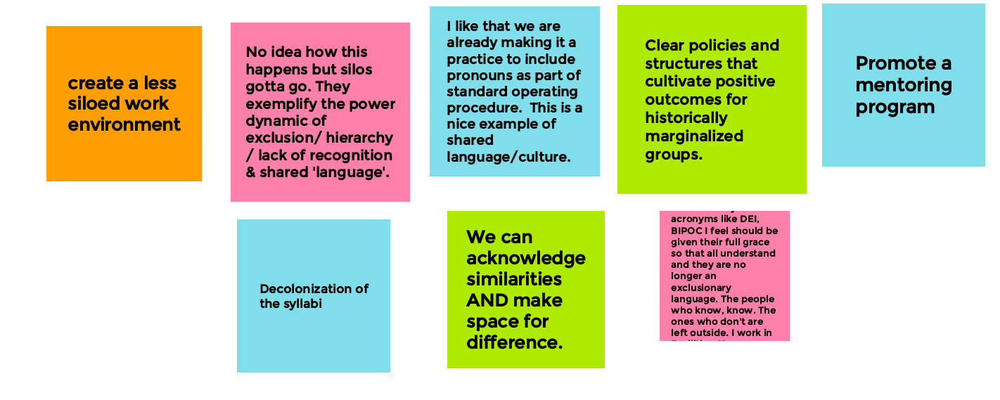 create a less
siloed work
environment
No idea how this
happens but silos
gotta go. They
exemplify the power
dynamic of
exclusion/ hierarchy
/ lack of recognition
& shared 'language'.
I like that we are
already making it a
practice to include
pronouns as part of
standard operating
procedure.  This is a
nice example of
shared
language/culture.
Clear policies and
structures that
cultivate positive
outcomes for
historically
marginalized
groups.
Promote a
mentoring
program
Decolonization of
the syllabi
We can
acknowledge
similarities
AND make
space for
difference.
acronyms like DEI,
BIPOC I feel should be
given their full grace
so that all understand
and they are no
longer an
exclusionary
language. The people
who know, know. The
ones who don't are
left outside. I work in